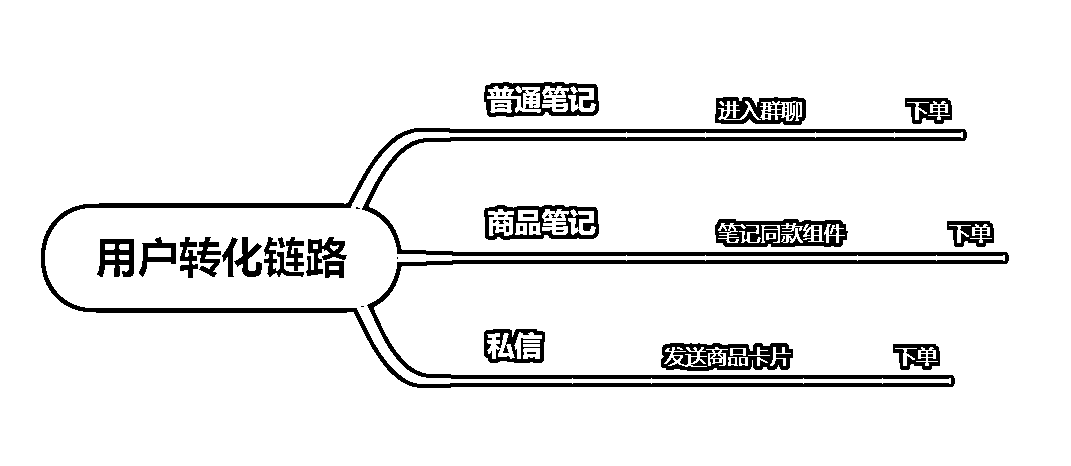 普通笔记
进入群聊
下单
用户转化链路
商品笔记
笔记同款组件
下单
私信
发送商品卡片
下单